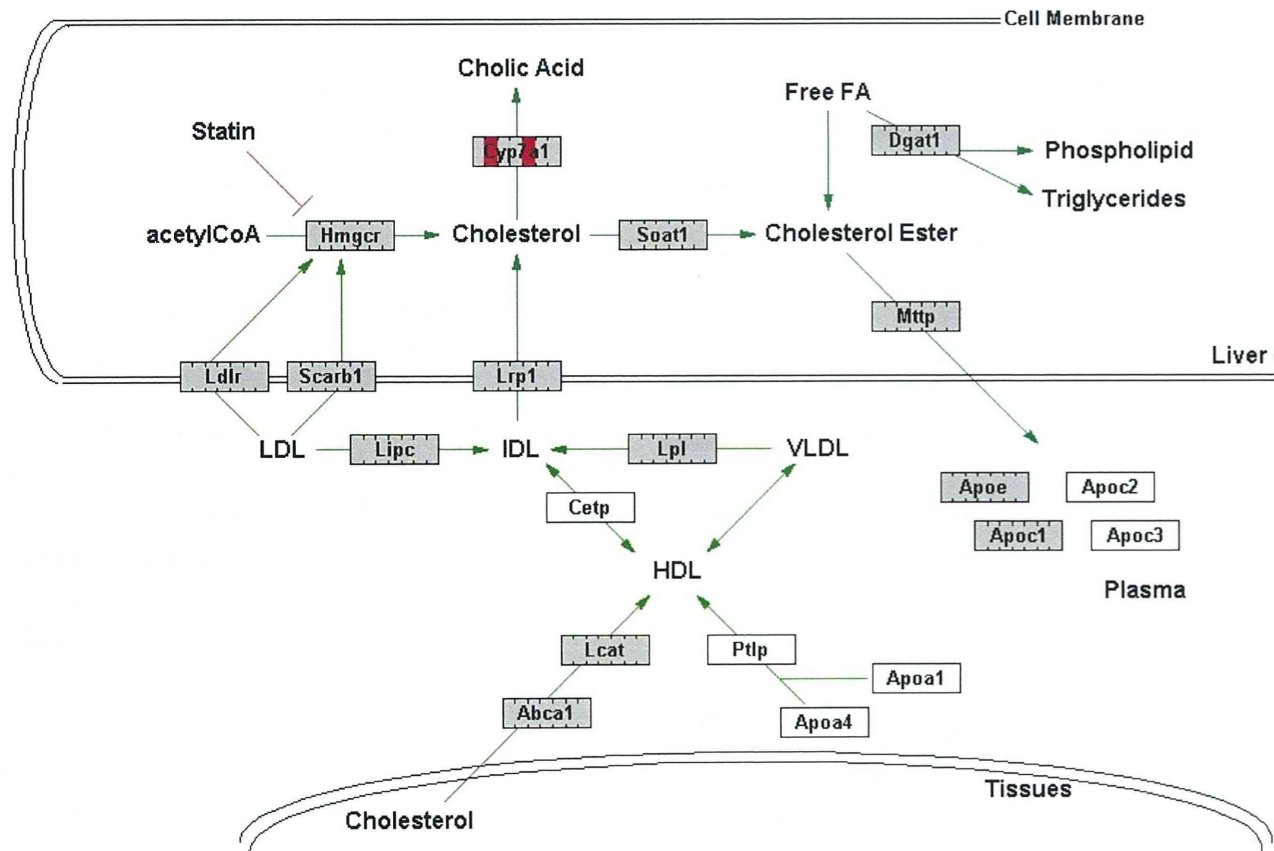 Cell Membrane
Cholic Acid
Free FA
Statin
Dgat1
Cyp7a1
Phospholipid
Triglycerides
acetylCoA
Hmgcr
Cholesterol
Soat1
Cholesterol Ester
Mttp
Liver
Ldlr
Scarb1
Lrp1
LDL
Lipc
IDL
Lpl
VLDL
Apoe
Apoc2
Cetp
Apoc1
Apoc3
HDL
Plasma
Lcat
Ptlp
Apoa1
Abca1
Apoa4
Tissues
Cholesterol